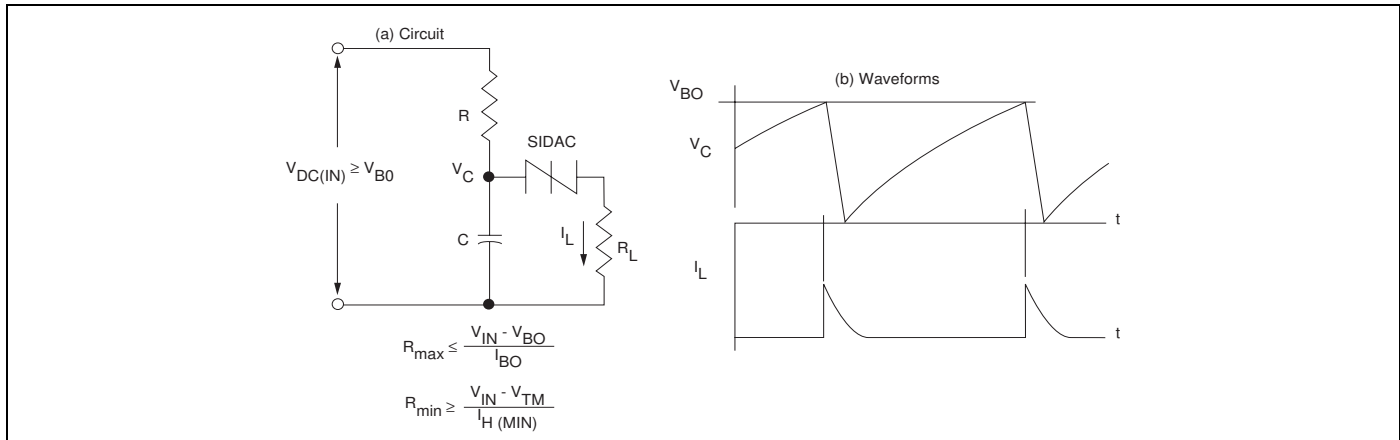 (a) Circuit
R
SIDAC
V_C
V_DC(IN) ≥ V_B0
I_L
R_L
C
R_max ≤ (V_IN - V_BO) / I_BO
R_min ≥ (V_IN - V_TM) / I_H (MIN)
(b) Waveforms
V_BO
V_C
t
I_L
t